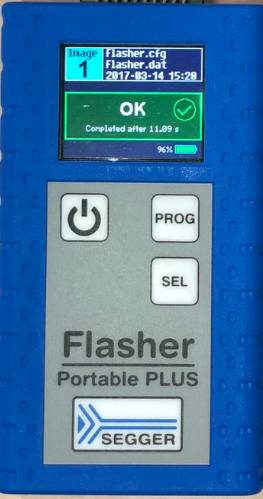 Image
1
flasher.cfg
flasher.dat
2017-03-14 15:28
OK
Completed after 11.09 s
96%
PROG
SEL
Flasher
Portable PLUS
SEGGER